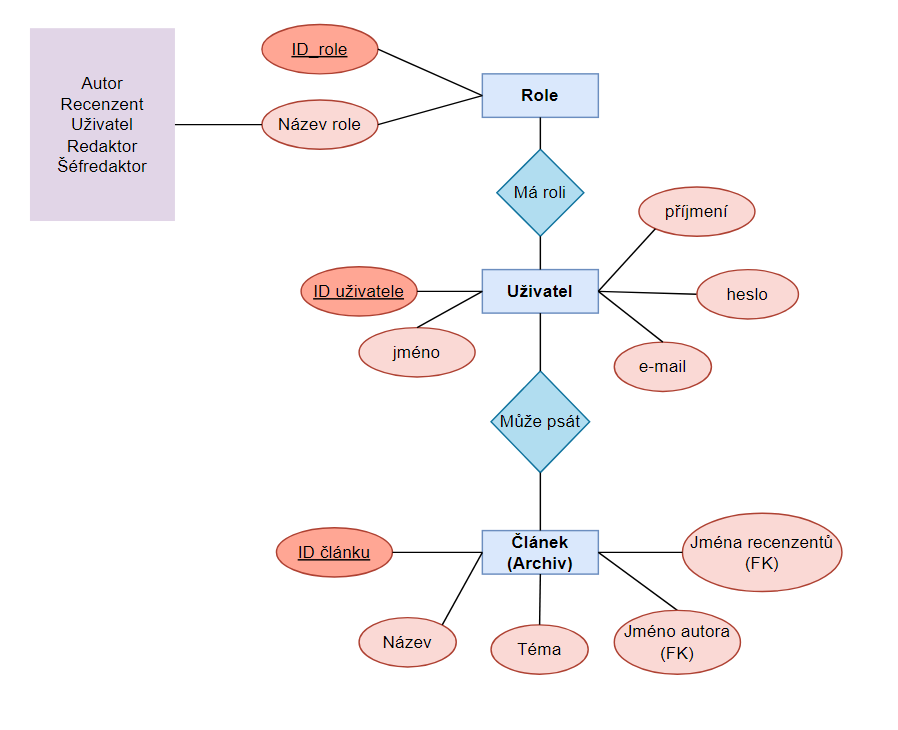 ID_role
Autor
Recenzent
Uživatel
Redaktor
Šéfredaktor
Název role
Role
Má roli
příjmení
ID uživatele
Uživatel
heslo
jméno
e-mail
Může psát
ID článku
Článek
(Archiv)
Jména recenzentů
(FK)
Název
Téma
Jméno autora
(FK)